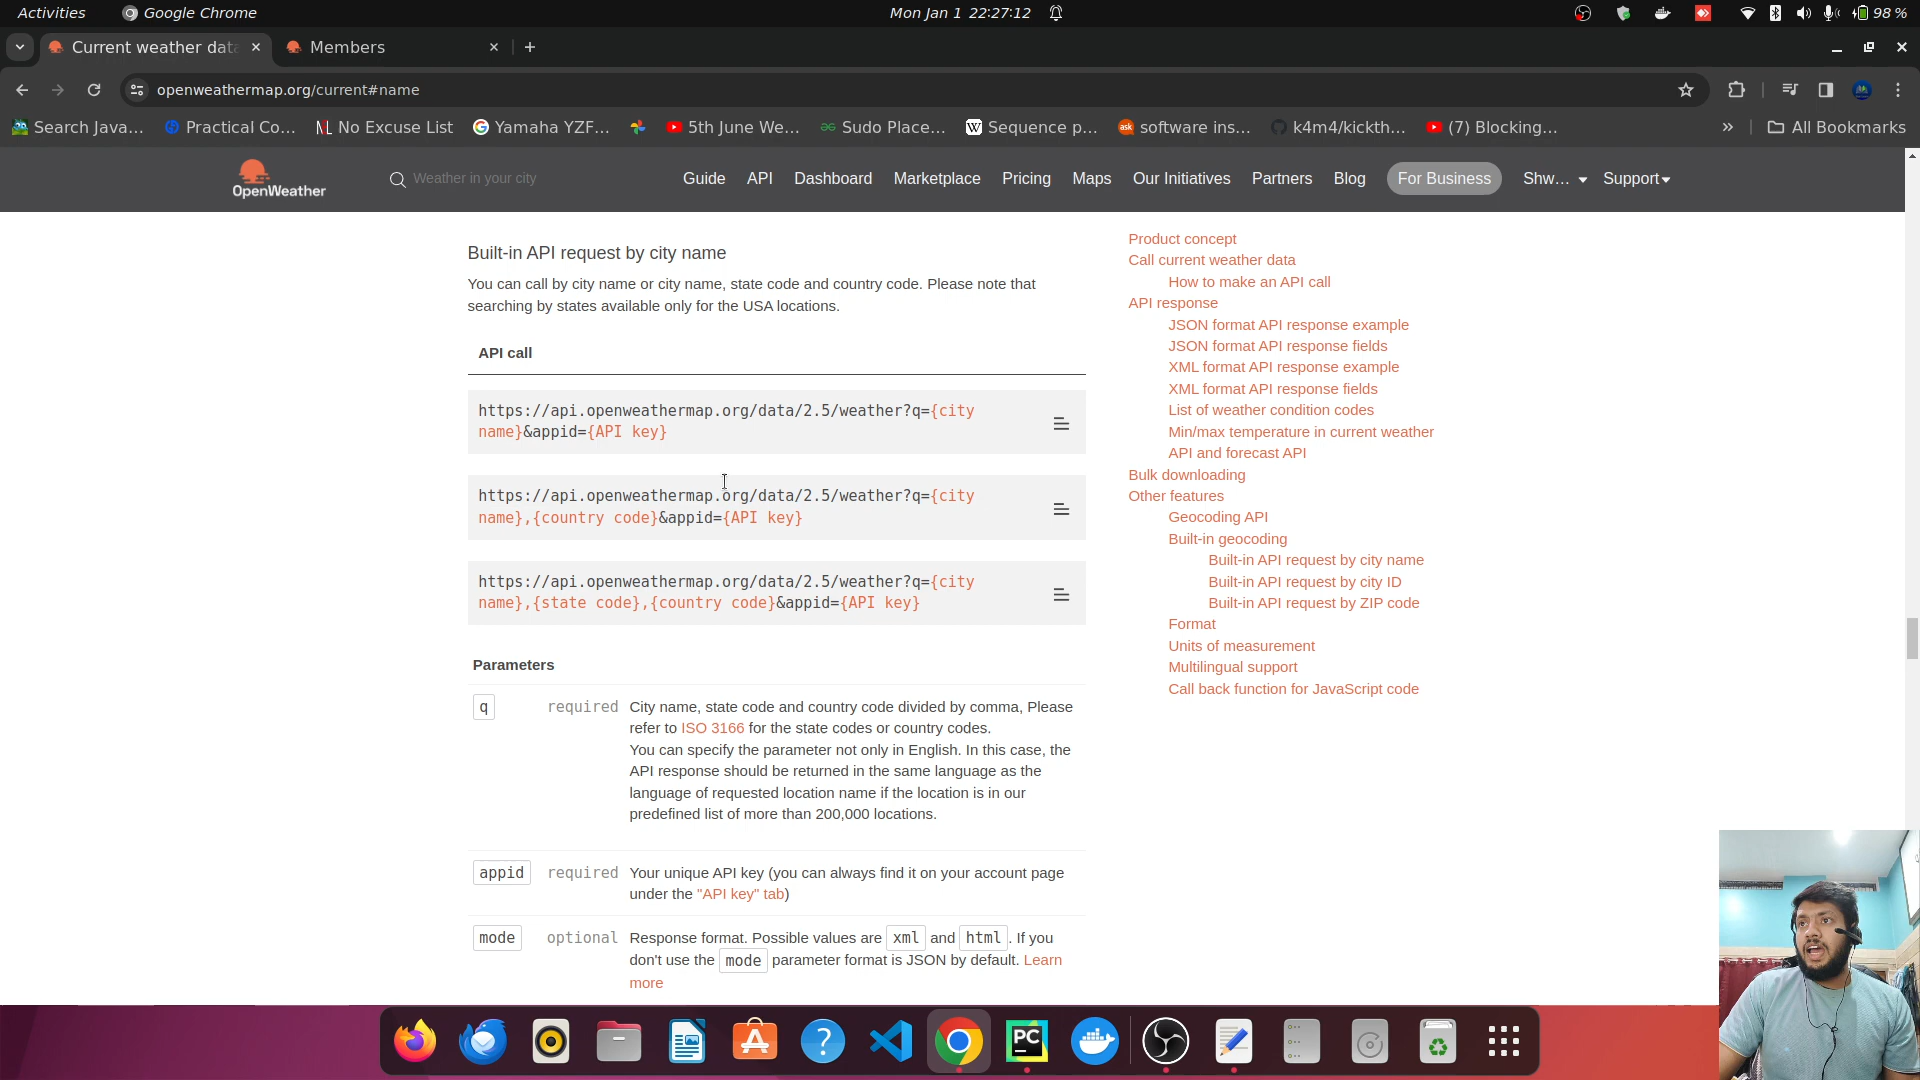 Activities
Google Chrome
Mon Jan 1 22:27:12
98 %
Current weather data
Members
openweathermap.org/current#name
Search Java...
Practical Co...
No Excuse List
Yamaha YZF...
5th June We...
Sudo Place...
Sequence p...
software ins...
k4m4/kickth...
(7) Blocking...
All Bookmarks
OpenWeather
Weather in your city
Guide
API
Dashboard
Marketplace
Pricing
Maps
Our Initiatives
Partners
Blog
For Business
Shw...
Support
Built-in API request by city name
You can call by city name or city name, state code and country code. Please note that
searching by states available only for the USA locations.
API call
https://api.openweathermap.org/data/2.5/weather?q={city
name}&appid={API key}
https://api.openweathermap.org/data/2.5/weather?q={city
name},{country code}&appid={API key}
https://api.openweathermap.org/data/2.5/weather?q={city
name},{state code},{country code}&appid={API key}
Parameters
q required City name, state code and country code divided by comma, Please
refer to ISO 3166 for the state codes or country codes.
You can specify the parameter not only in English. In this case, the
API response should be returned in the same language as the
language of requested location name if the location is in our
predefined list of more than 200,000 locations.
appid required Your unique API key (you can always find it on your account page
under the "API key" tab)
mode optional Response format. Possible values are xml and html . If you
don't use the mode parameter format is JSON by default. Learn
more
Product concept
Call current weather data
How to make an API call
API response
JSON format API response example
JSON format API response fields
XML format API response example
XML format API response fields
List of weather condition codes
Min/max temperature in current weather
API and forecast API
Bulk downloading
Other features
Geocoding API
Built-in geocoding
Built-in API request by city name
Built-in API request by city ID
Built-in API request by ZIP code
Format
Units of measurement
Multilingual support
Call back function for JavaScript code
PC